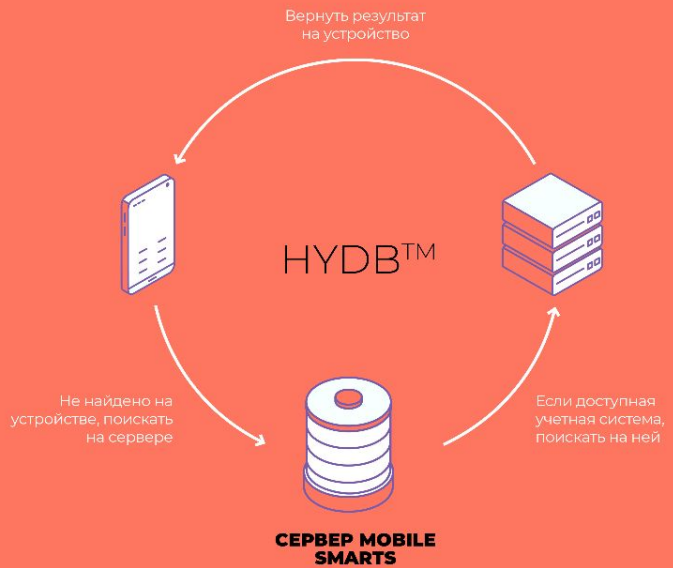 Вернуть результат
на устройство
HYDB™
Не найдено на
устройстве, поискать
на сервере
Если доступная
учетная система,
поискать на ней
СЕРВЕР MOBILE
SMARTS